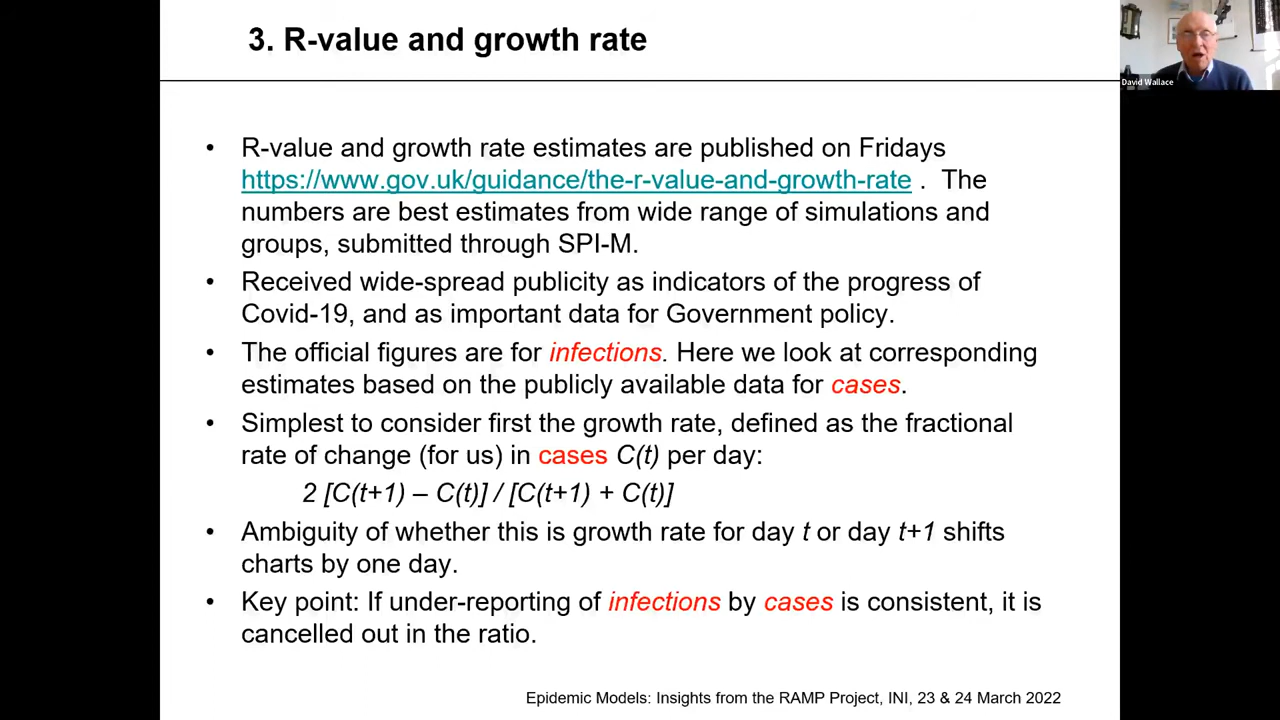 3. R-value and growth rate
David Wallace
• R-value and growth rate estimates are published on Fridays
https://www.gov.uk/guidance/the-r-value-and-growth-rate . The
numbers are best estimates from wide range of simulations and
groups, submitted through SPI-M.
• Received wide-spread publicity as indicators of the progress of
Covid-19, and as important data for Government policy.
• The official figures are for infections. Here we look at corresponding
estimates based on the publicly available data for cases.
• Simplest to consider first the growth rate, defined as the fractional
rate of change (for us) in cases C(t) per day:
2 [C(t+1) – C(t)] / [C(t+1) + C(t)]
• Ambiguity of whether this is growth rate for day t or day t+1 shifts
charts by one day.
• Key point: If under-reporting of infections by cases is consistent, it is
cancelled out in the ratio.
Epidemic Models: Insights from the RAMP Project, INI, 23 & 24 March 2022